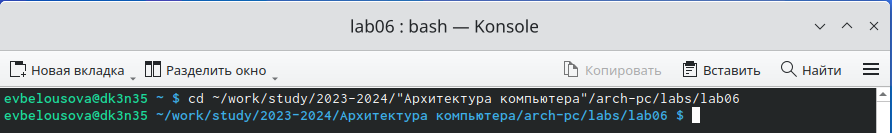 lab06 : bash — Konsole
Новая вкладка Разделить окно Копировать Вставить Найти
evbelousova@dk3n35 ~ $ cd ~/work/study/2023-2024/"Архитектура компьютера"/arch-pc/labs/lab06
evbelousova@dk3n35 ~/work/study/2023-2024/Архитектура компьютера/arch-pc/labs/lab06 $